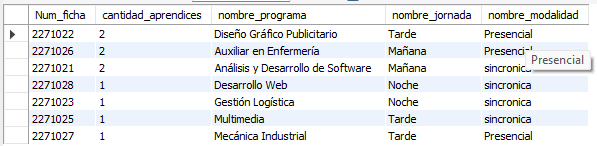 Num_ficha cantidad_aprendices nombre_programa nombre_jornada nombre_modalidad
2271022 2 Diseño Gráfico Publicitario Tarde Presencial
2271026 2 Auxiliar en Enfermería Mañana Presencial
2271021 2 Análisis y Desarrollo de Software Mañana sincronica
Presencial
2271028 1 Desarrollo Web Noche sincronica
2271023 1 Gestión Logística Noche sincronica
2271025 1 Multimedia Tarde sincronica
2271027 1 Mecánica Industrial Tarde Presencial